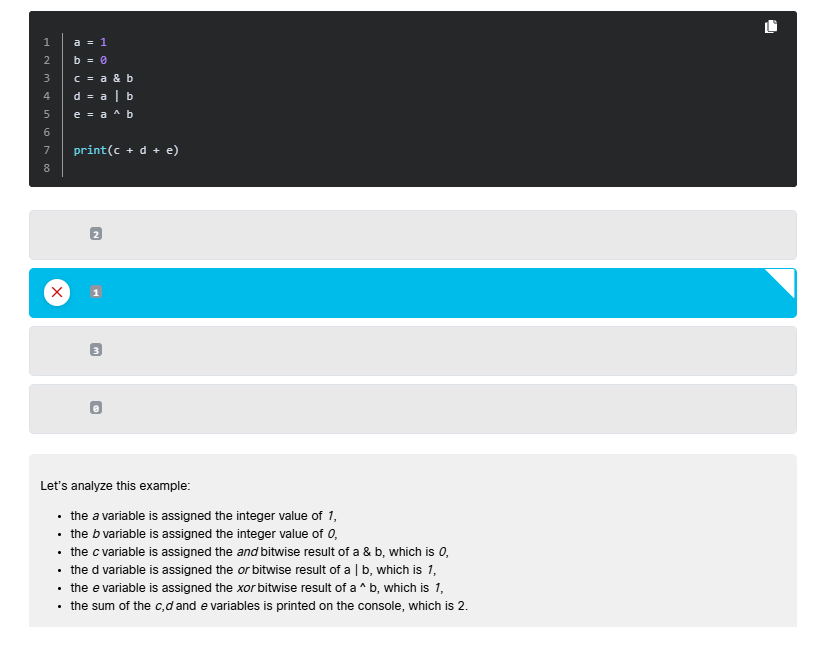 1 a = 1
2 b = 0
3 c = a & b
4 d = a | b
5 e = a ^ b
6
7 print(c + d + e)
8
2
1
3
0
Let's analyze this example:
• the a variable is assigned the integer value of 1,
• the b variable is assigned the integer value of 0,
• the c variable is assigned the and bitwise result of a & b, which is 0,
• the d variable is assigned the or bitwise result of a | b, which is 1,
• the e variable is assigned the xor bitwise result of a ^ b, which is 1,
• the sum of the c,d and e variables is printed on the console, which is 2.